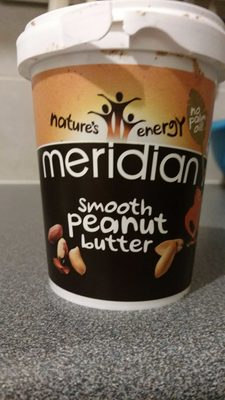 nature's energy
no
palm
oil
meridian
smooth
peanut
butter